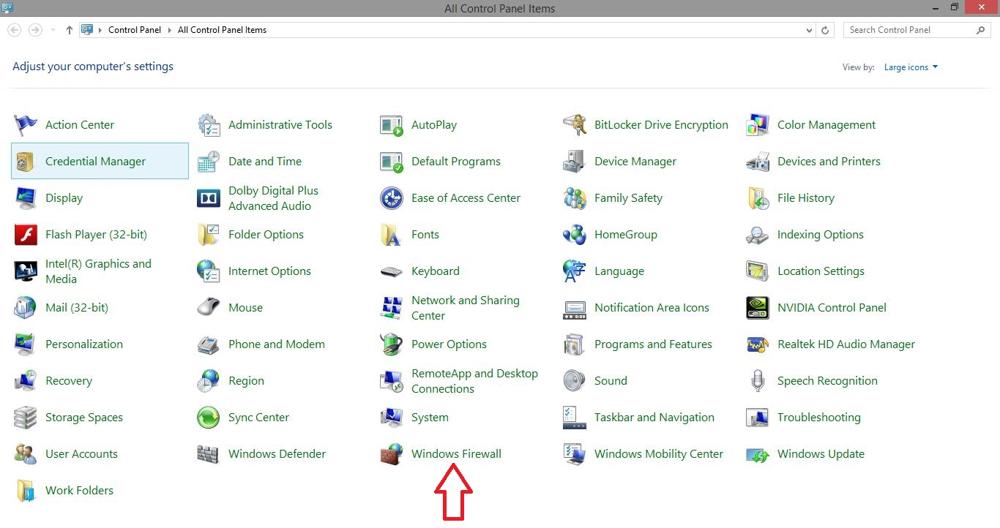 All Control Panel Items
Control Panel All Control Panel Items
Search Control Panel
Adjust your computer's settings
View by: Large icons
Action Center
Administrative Tools
AutoPlay
BitLocker Drive Encryption
Color Management
Credential Manager
Date and Time
Default Programs
Device Manager
Devices and Printers
Display
Dolby Digital Plus
Advanced Audio
Ease of Access Center
Family Safety
File History
Flash Player (32-bit)
Folder Options
Fonts
HomeGroup
Indexing Options
Intel(R) Graphics and
Media
Internet Options
Keyboard
Language
Location Settings
Mail (32-bit)
Mouse
Network and Sharing
Center
Notification Area Icons
NVIDIA Control Panel
Personalization
Phone and Modem
Power Options
Programs and Features
Realtek HD Audio Manager
Recovery
Region
RemoteApp and Desktop
Connections
Sound
Speech Recognition
Storage Spaces
Sync Center
System
Taskbar and Navigation
Troubleshooting
User Accounts
Windows Defender
Windows Firewall
Windows Mobility Center
Windows Update
Work Folders